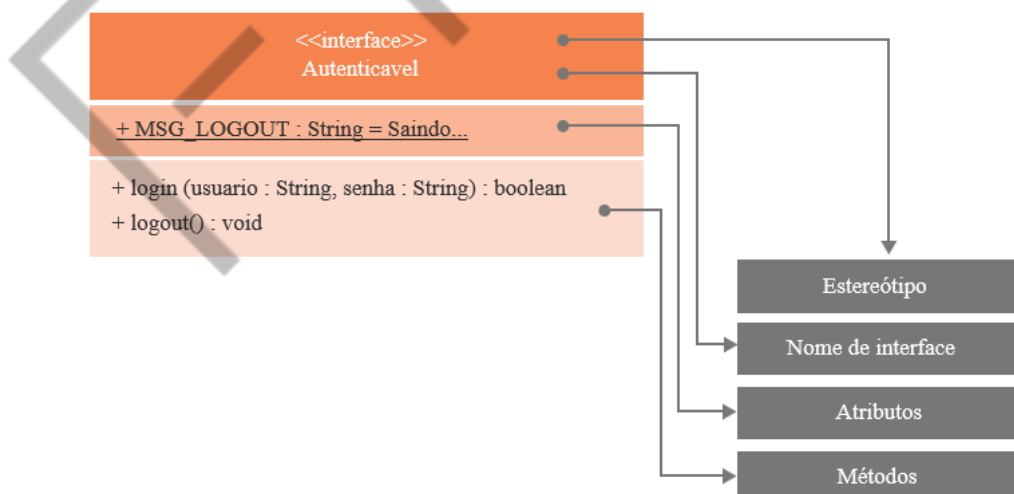 <<interface>>
Autenticavel
+ MSG_LOGOUT : String = Saindo...
+ login (usuario : String, senha : String) : boolean
+ logout() : void
Estereótipo
Nome de interface
Atributos
Métodos